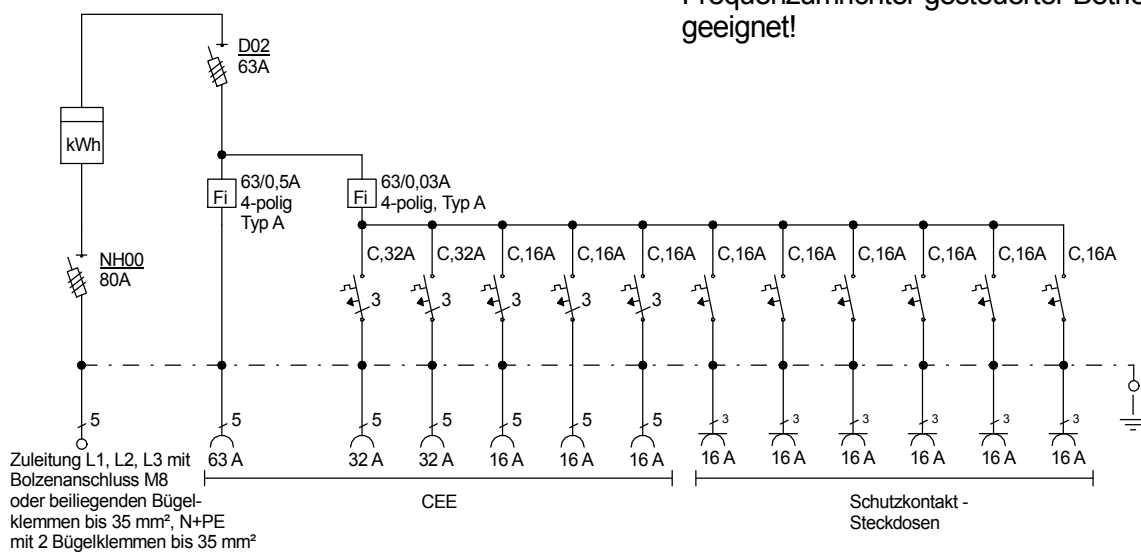 geeignet!
D02
63A
kWh
63/0,5A
4-polig
Typ A
Fi
63/0,03A
4-polig, Typ A
Fi
NH00
80A
C,32A C,32A C,16A C,16A C,16A C,16A C,16A C,16A C,16A C,16A C,16A
3 3 3 3 3
5 5 5 5 5 5 5 3 3 3 3 3 3
63 A 32 A 32 A 16 A 16 A 16 A 16 A 16 A 16 A 16 A 16 A 16 A
Zuleitung L1, L2, L3 mit
Bolzenanschluss M8
oder beiliegenden Bügel-
klemmen bis 35 mm², N+PE
mit 2 Bügelklemmen bis 35 mm²
CEE
Schutzkontakt -
Steckdosen